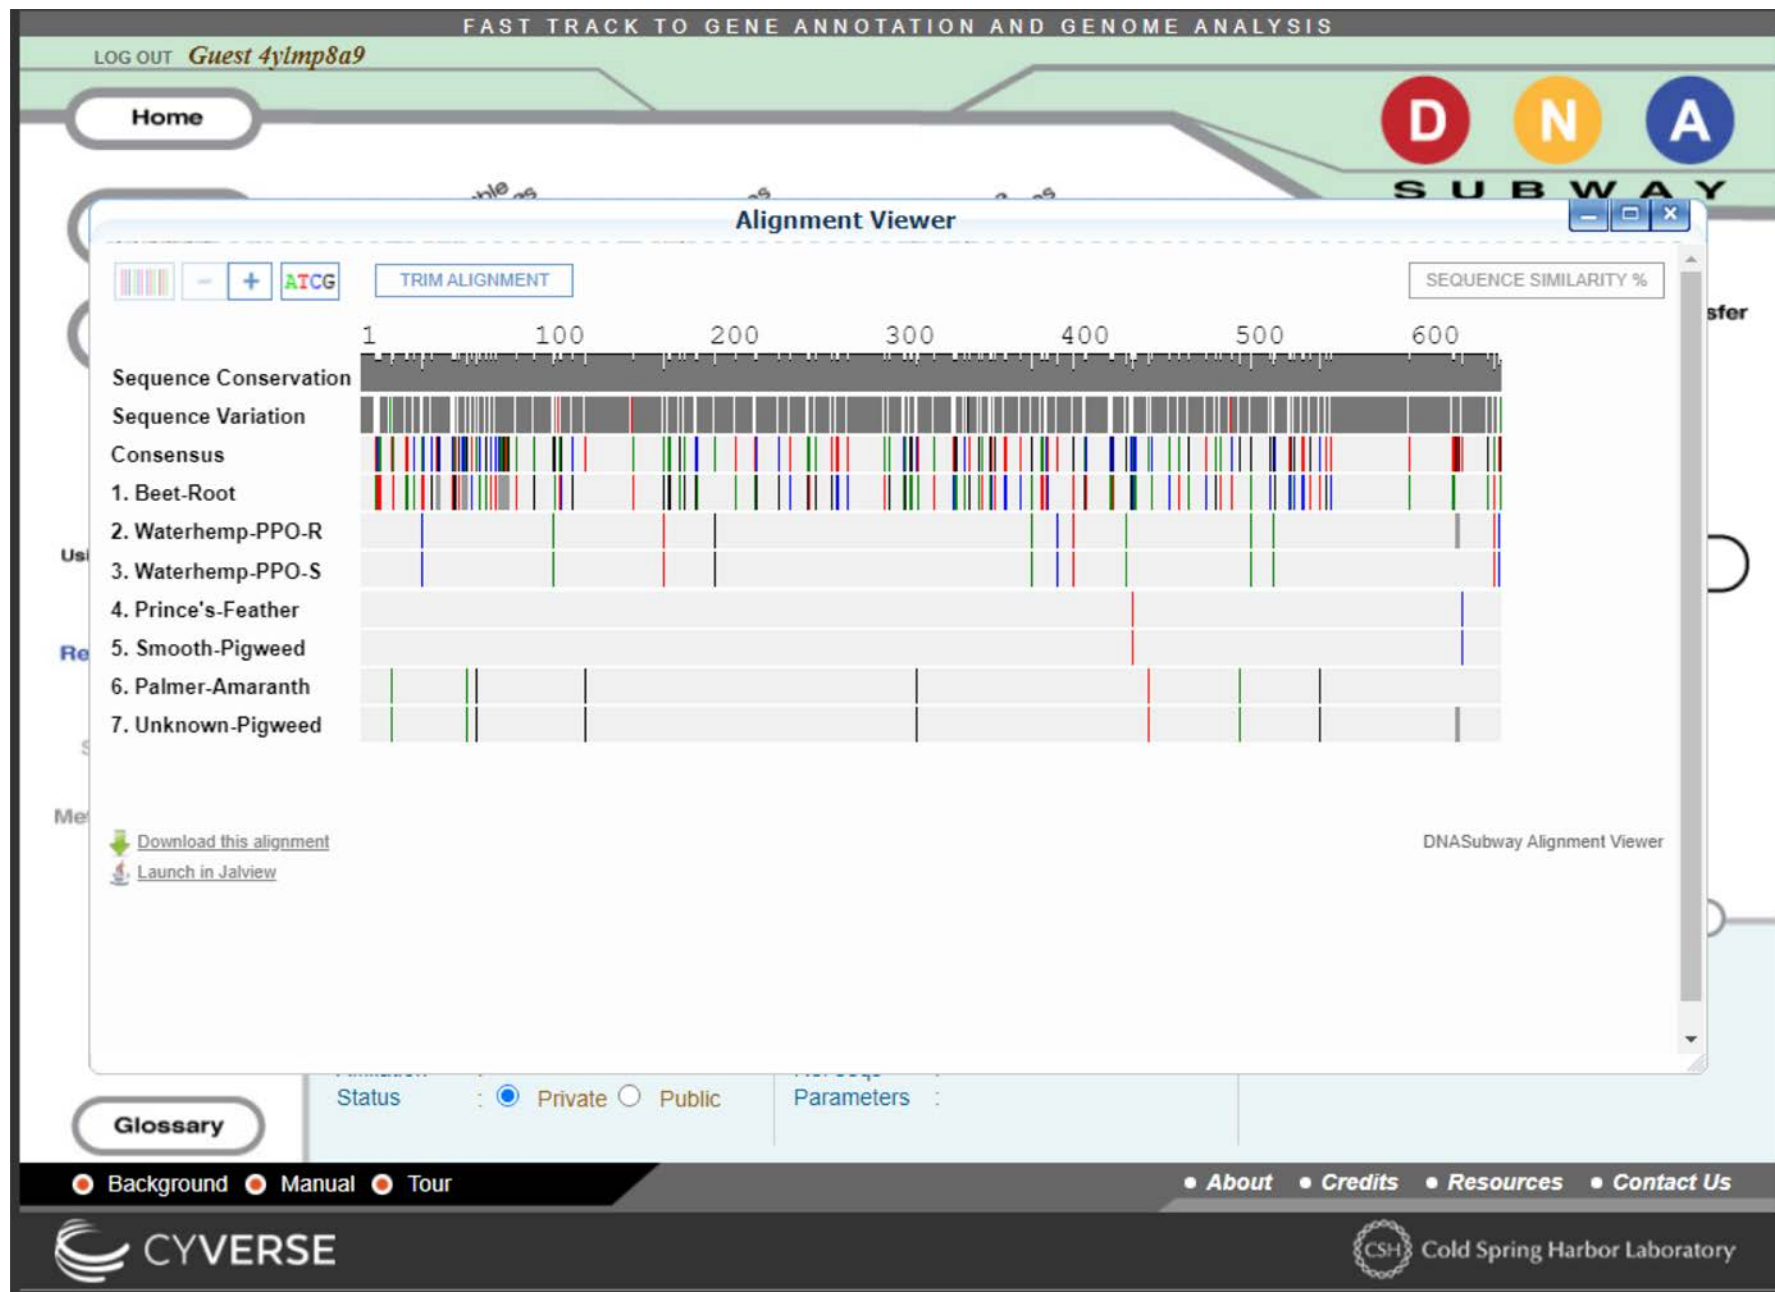 FAST TRACK TO GENE ANNOTATION AND GENOME ANALYSIS
LOG OUT Guest 4ylmp8a9
Home
D N A
SUBWAY
Alignment Viewer
- + ATCG TRIM ALIGNMENT SEQUENCE SIMILARITY %
1 100 200 300 400 500 600
Sequence Conservation
Sequence Variation
Consensus
1. Beet-Root
2. Waterhemp-PPO-R
3. Waterhemp-PPO-S
4. Prince's-Feather
5. Smooth-Pigweed
6. Palmer-Amaranth
7. Unknown-Pigweed
Download this alignment DNASubway Alignment Viewer
Launch in Jalview
Status : Private Public Parameters :
Glossary
Background Manual Tour • About • Credits • Resources • Contact Us
CYVERSE CSH Cold Spring Harbor Laboratory